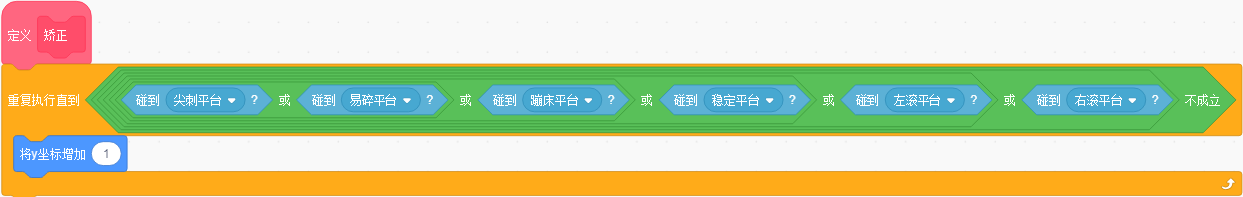 定义 矫正
重复执行直到 碰到 尖刺平台 ? 或 碰到 易碎平台 ? 或 碰到 蹦床平台 ? 或 碰到 稳定平台 ? 或 碰到 左滚平台 ? 或 碰到 右滚平台 ? 不成立
将y坐标增加 1